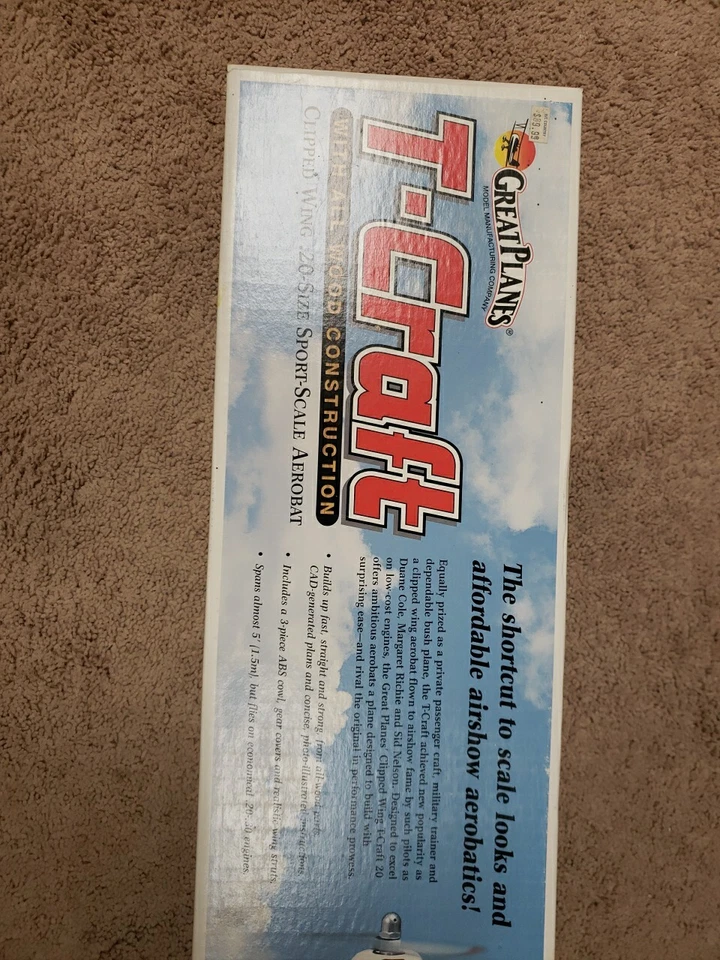 $89.99
GREAT PLANES®
MODEL MANUFACTURING COMPANY
T-Craft
WITH ALL-WOOD CONSTRUCTION
CLIPPED WING .20-SIZE SPORT-SCALE AEROBAT
The shortcut to scale looks and
affordable airshow aerobatics!
Equally prized as a private passenger craft, military trainer and
dependable bush plane, the T-Craft achieved new popularity as
a clipped wing aerobat flown to airshow fame by such pilots as
Duane Cole, Margaret Richie and Sid Nelson. Designed to excel
on low-cost engines, the Great Planes' Clipped Wing T-Craft 20
offers ambitious aerobats a plane designed to build with
surprising ease—and rival the original in performance prowess.
• Builds up fast, straight and strong from all-wood parts,
CAD-generated plans and concise, photo-illustrated instructions.
• Includes a 3-piece ABS cowl, gear covers and realistic wing struts.
• Spans almost 5' (1.5m), but flies on economical .20-.30 engines.